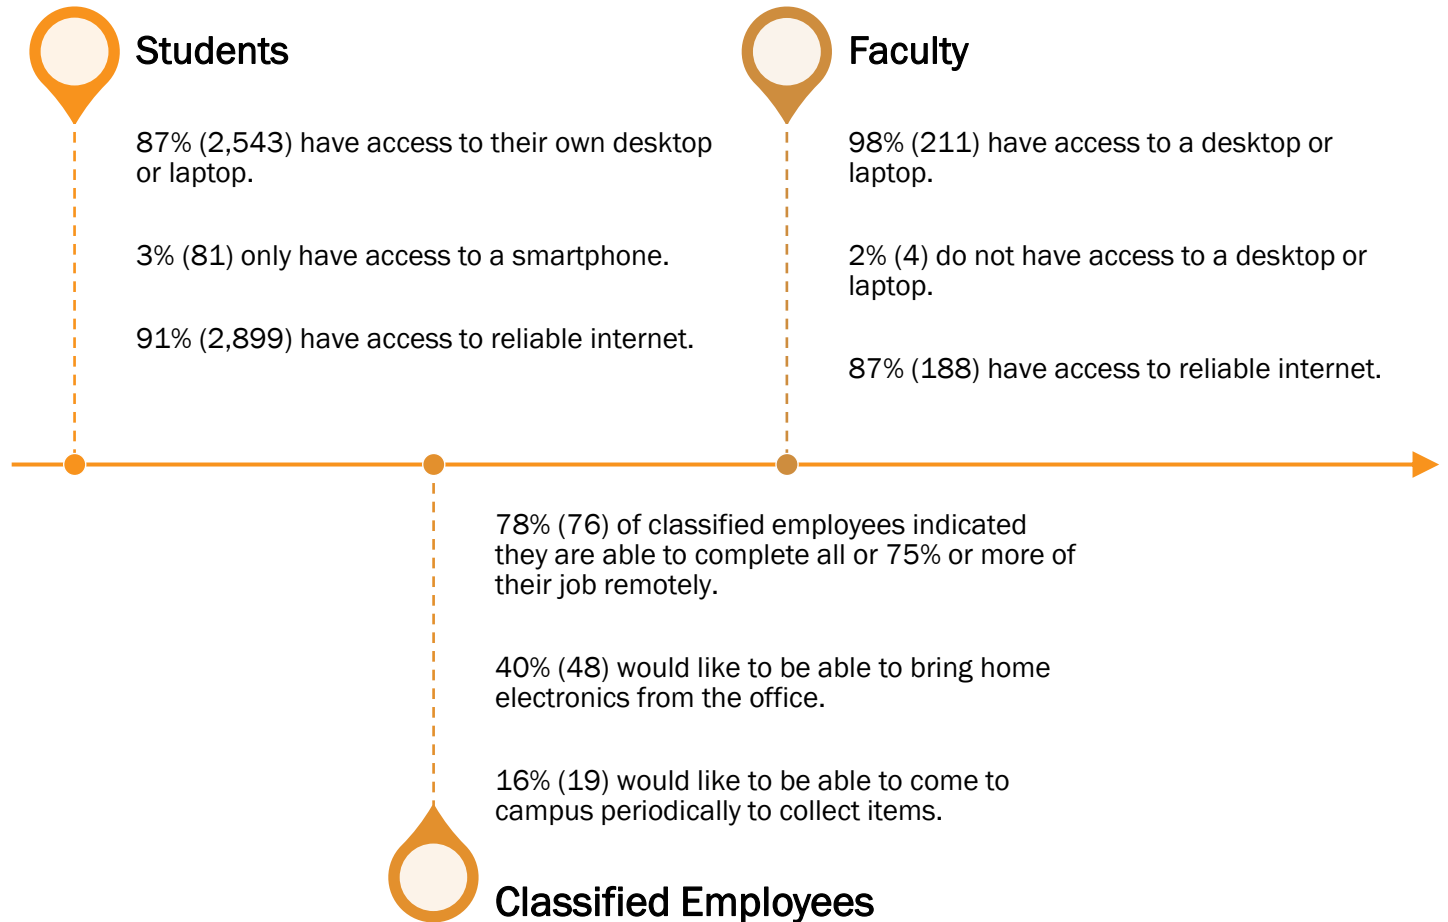 Students
87% (2,543) have access to their own desktop
or laptop.
3% (81) only have access to a smartphone.
91% (2,899) have access to reliable internet.
Faculty
98% (211) have access to a desktop or
laptop.
2% (4) do not have access to a desktop or
laptop.
87% (188) have access to reliable internet.
78% (76) of classified employees indicated
they are able to complete all or 75% or more of
their job remotely.
40% (48) would like to be able to bring home
electronics from the office.
16% (19) would like to be able to come to
campus periodically to collect items.
Classified Employees